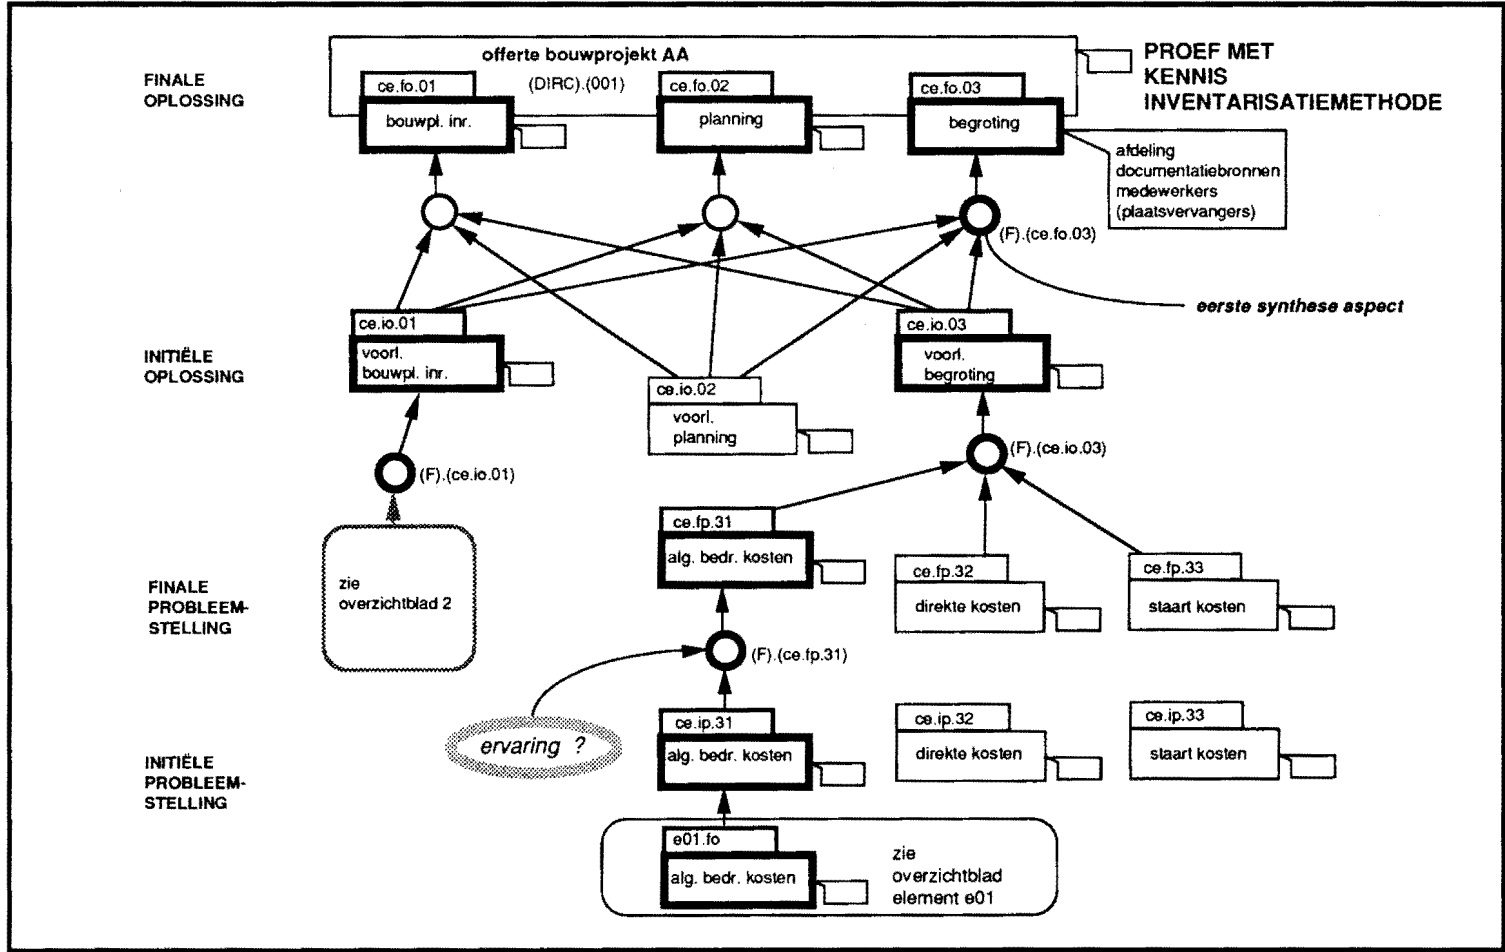 offerte bouwprojekt AA
PROEF MET
KENNIS
INVENTARISATIEMETHODE
FINALE
OPLOSSING
ce.fo.01
(DIRC).(001)
ce.fo.02
ce.fo.03
bouwpl. inr.
planning
begroting
afdeling
documentatiebronnen
medewerkers
(plaatsvervangers)
(F).(ce.fo.03)
eerste synthese aspect
INITIËLE
OPLOSSING
ce.io.01
voorl.
bouwpl. inr.
ce.io.02
voorl.
planning
ce.io.03
voorl.
begroting
(F).(ce.io.01)
(F).(ce.io.03)
FINALE
PROBLEEM-
STELLING
zie
overzichtblad 2
ce.fp.31
alg. bedr. kosten
ce.fp.32
direkte kosten
ce.fp.33
staart kosten
(F).(ce.fp.31)
ervaring ?
INITIËLE
PROBLEEM-
STELLING
ce.ip.31
alg. bedr. kosten
ce.ip.32
direkte kosten
ce.ip.33
staart kosten
e01.fo
alg. bedr. kosten
zie
overzichtblad
element e01